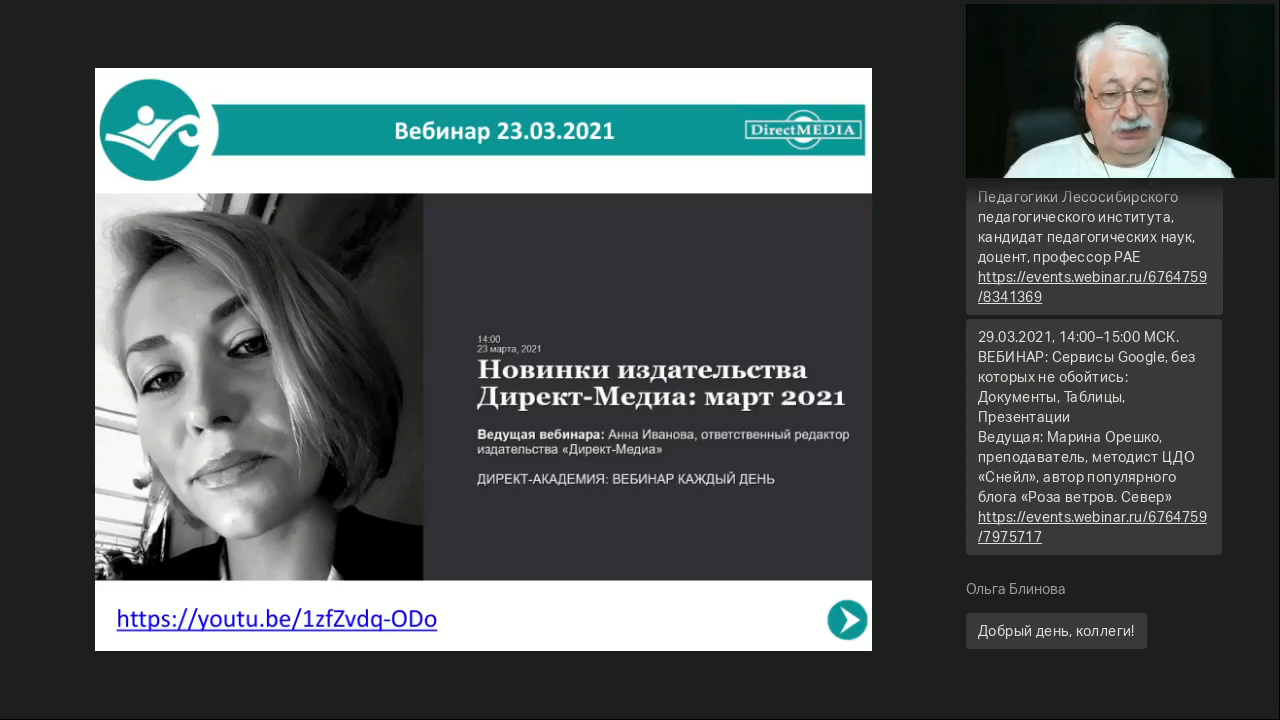 Вебинар 23.03.2021
DirectMEDIA
14:00
23 марта, 2021
Новинки издательства
Директ-Медиа: март 2021
Ведущая вебинара: Анна Иванова, ответственный редактор
издательства «Директ-Медиа»
ДИРЕКТ-АКАДЕМИЯ: ВЕБИНАР КАЖДЫЙ ДЕНЬ
https://youtu.be/1zfZvdq-ODo
Педагогики Лесосибирского
педагогического института,
кандидат педагогических наук,
доцент, профессор РАЕ
https://events.webinar.ru/6764759
/8341369
29.03.2021, 14:00–15:00 МСК.
ВЕБИНАР: Сервисы Google, без
которых не обойтись:
Документы, Таблицы,
Презентации
Ведущая: Марина Орешко,
преподаватель, методист ЦДО
«Снейл», автор популярного
блога «Роза ветров. Север»
https://events.webinar.ru/6764759
/7975717
Ольга Блинова
Добрый день, коллеги!